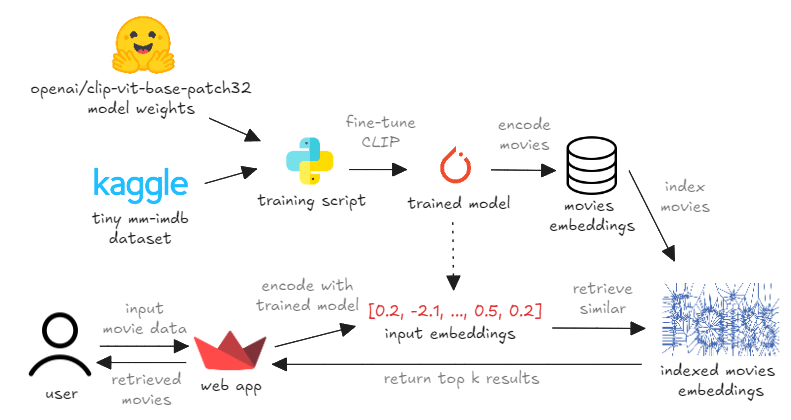 openai/clip-vit-base-patch32
model weights
kaggle
tiny mm-imdb
dataset
training script
fine-tune
CLIP
trained model
encode
movies
movies
embeddings
index
movies
user
input
movie data
retrieved
movies
web app
encode with
trained model
[0.2, -2.1, ..., 0.5, 0.2]
input embeddings
retrieve
similar
return top k results
faiss
indexed movies
embeddings